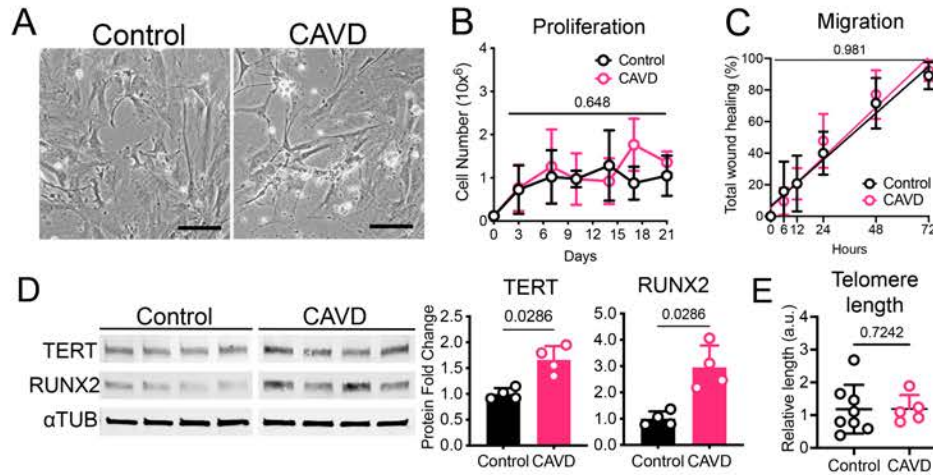 A
Control
CAVD
B
Proliferation
Control
CAVD
0.648
Cell Number (10x⁶)
4
3
2
1
0
0 3 6 9 12 15 18 21
Days
C
Migration
0.981
Total wound healing (%)
100
80
60
40
20
0
Control
CAVD
0 6 12 24 48 72
Hours
D
Control
CAVD
TERT
RUNX2
αTUB
TERT
0.0286
Protein Fold Change
2.5
2.0
1.5
1.0
0.5
0.0
Control CAVD
RUNX2
0.0286
5.0
4.0
3.0
2.0
1.0
0.0
Control CAVD
E
Telomere
length
0.7242
Relative length (a.u.)
4
3
2
1
0
Control CAVD